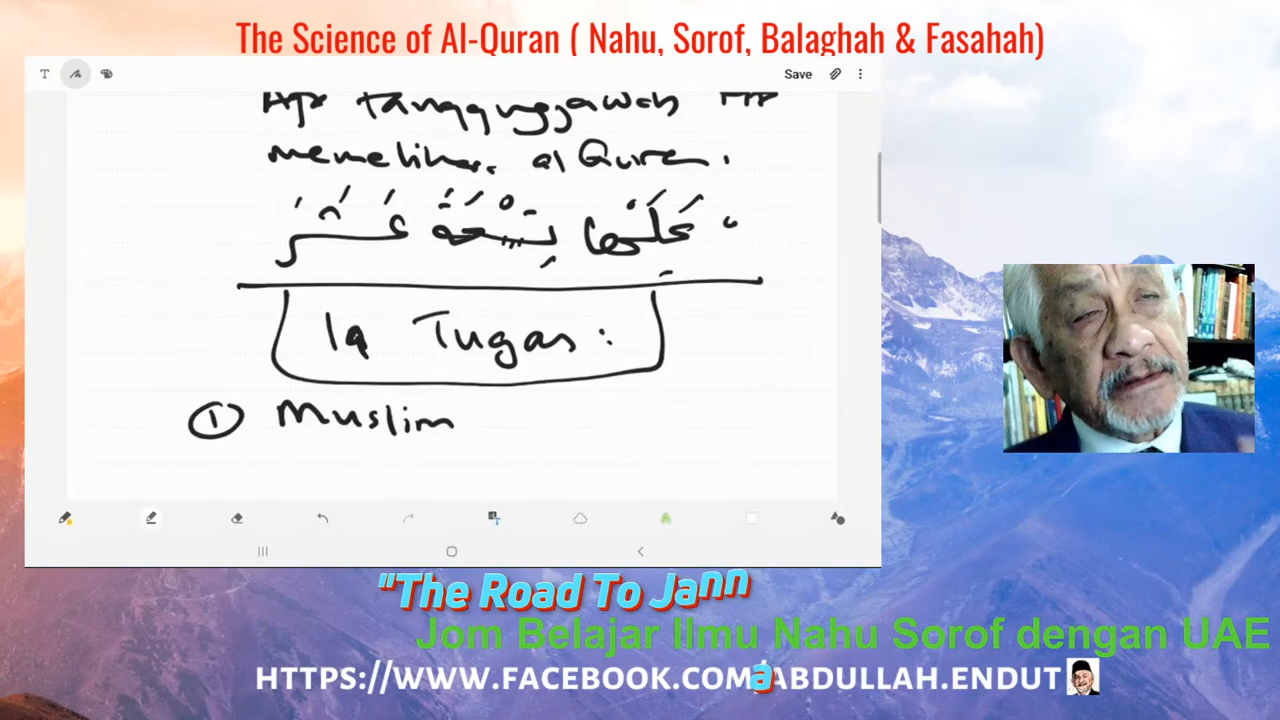 The Science of Al-Quran ( Nahu, Sorof, Balaghah & Fasahah)
T
Save
memelihara al Quran.
عَلَيْهَا تِسْعَةَ عَشَرَ
Tugas :
① Muslim
"The Road To Jann
a
Jom Belajar Ilmu Nahu Sorof dengan UAE
HTTPS://WWW.FACEBOOK.COM/ABDULLAH.ENDUT